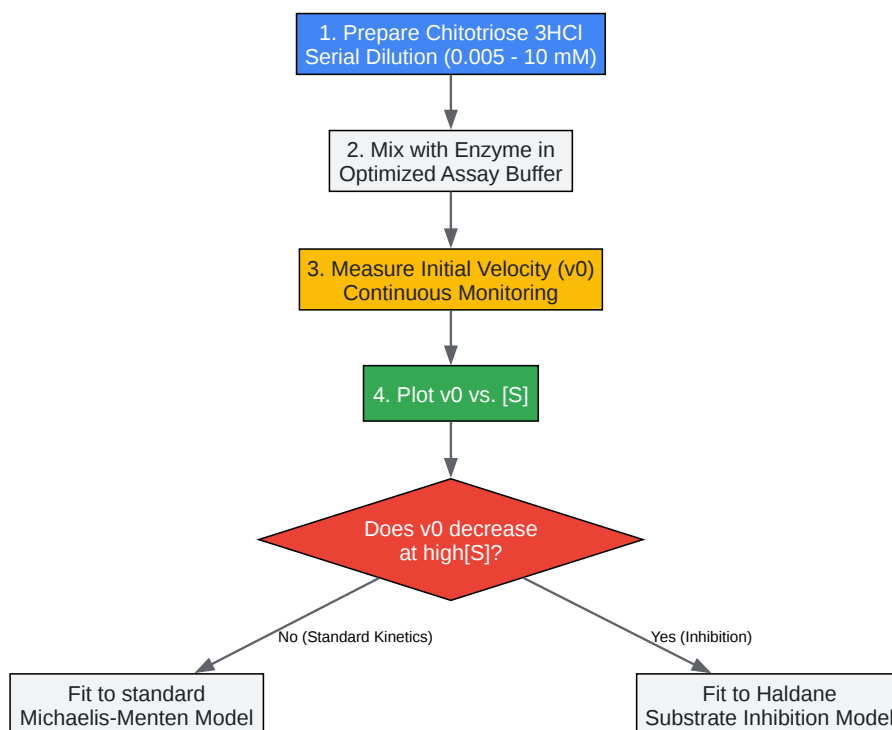 1. Prepare Chitotriose 3HCl
Serial Dilution (0.005 - 10 mM)
2. Mix with Enzyme in
Optimized Assay Buffer
3. Measure Initial Velocity (v0)
Continuous Monitoring
4. Plot v0 vs. [S]
Does v0 decrease
at high[S]?
No (Standard Kinetics)
Yes (Inhibition)
Fit to standard
Michaelis-Menten Model
Fit to Haldane
Substrate Inhibition Model